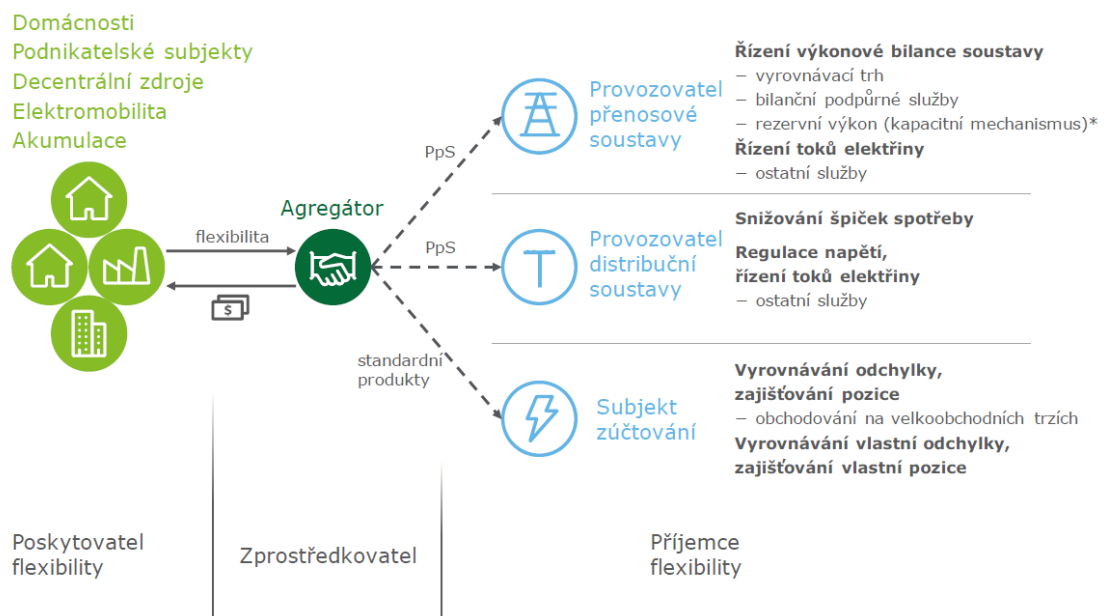 Domácnosti
Podnikatelské subjekty
Decentrální zdroje
Elektromobilita
Akumulace
flexibilita
$
Agregátor
PpS
PpS
standardní
produkty
Provozovatel
přenosové
soustavy
Řízení výkonové bilance soustavy
– vyrovnávací trh
– bilanční podpůrné služby
– rezervní výkon (kapacitní mechanismus)*
Řízení toků elektřiny
– ostatní služby
Provozovatel
distribuční
soustavy
Snižování špiček spotřeby
Regulace napětí,
řízení toků elektřiny
– ostatní služby
Subjekt
zúčtování
Vyrovnávání odchylky,
zajišťování pozice
– obchodování na velkoobchodních trzích
Vyrovnávání vlastní odchylky,
zajišťování vlastní pozice
Poskytovatel
flexibility
Zprostředkovatel
Příjemce
flexibility